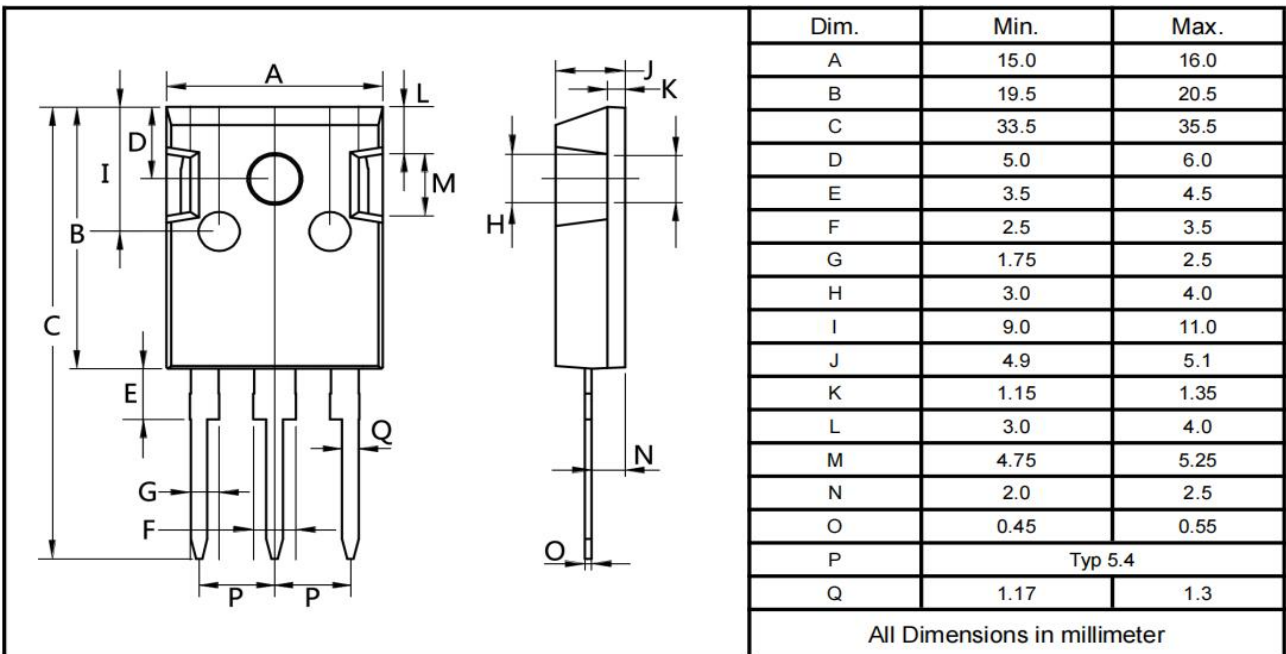 A
L
D
I
M
B
C
E
Q
G
F
P P
J
K
H
N
O
Dim. Min. Max.
A 15.0 16.0
B 19.5 20.5
C 33.5 35.5
D 5.0 6.0
E 3.5 4.5
F 2.5 3.5
G 1.75 2.5
H 3.0 4.0
I 9.0 11.0
J 4.9 5.1
K 1.15 1.35
L 3.0 4.0
M 4.75 5.25
N 2.0 2.5
O 0.45 0.55
P Typ 5.4
Q 1.17 1.3
All Dimensions in millimeter